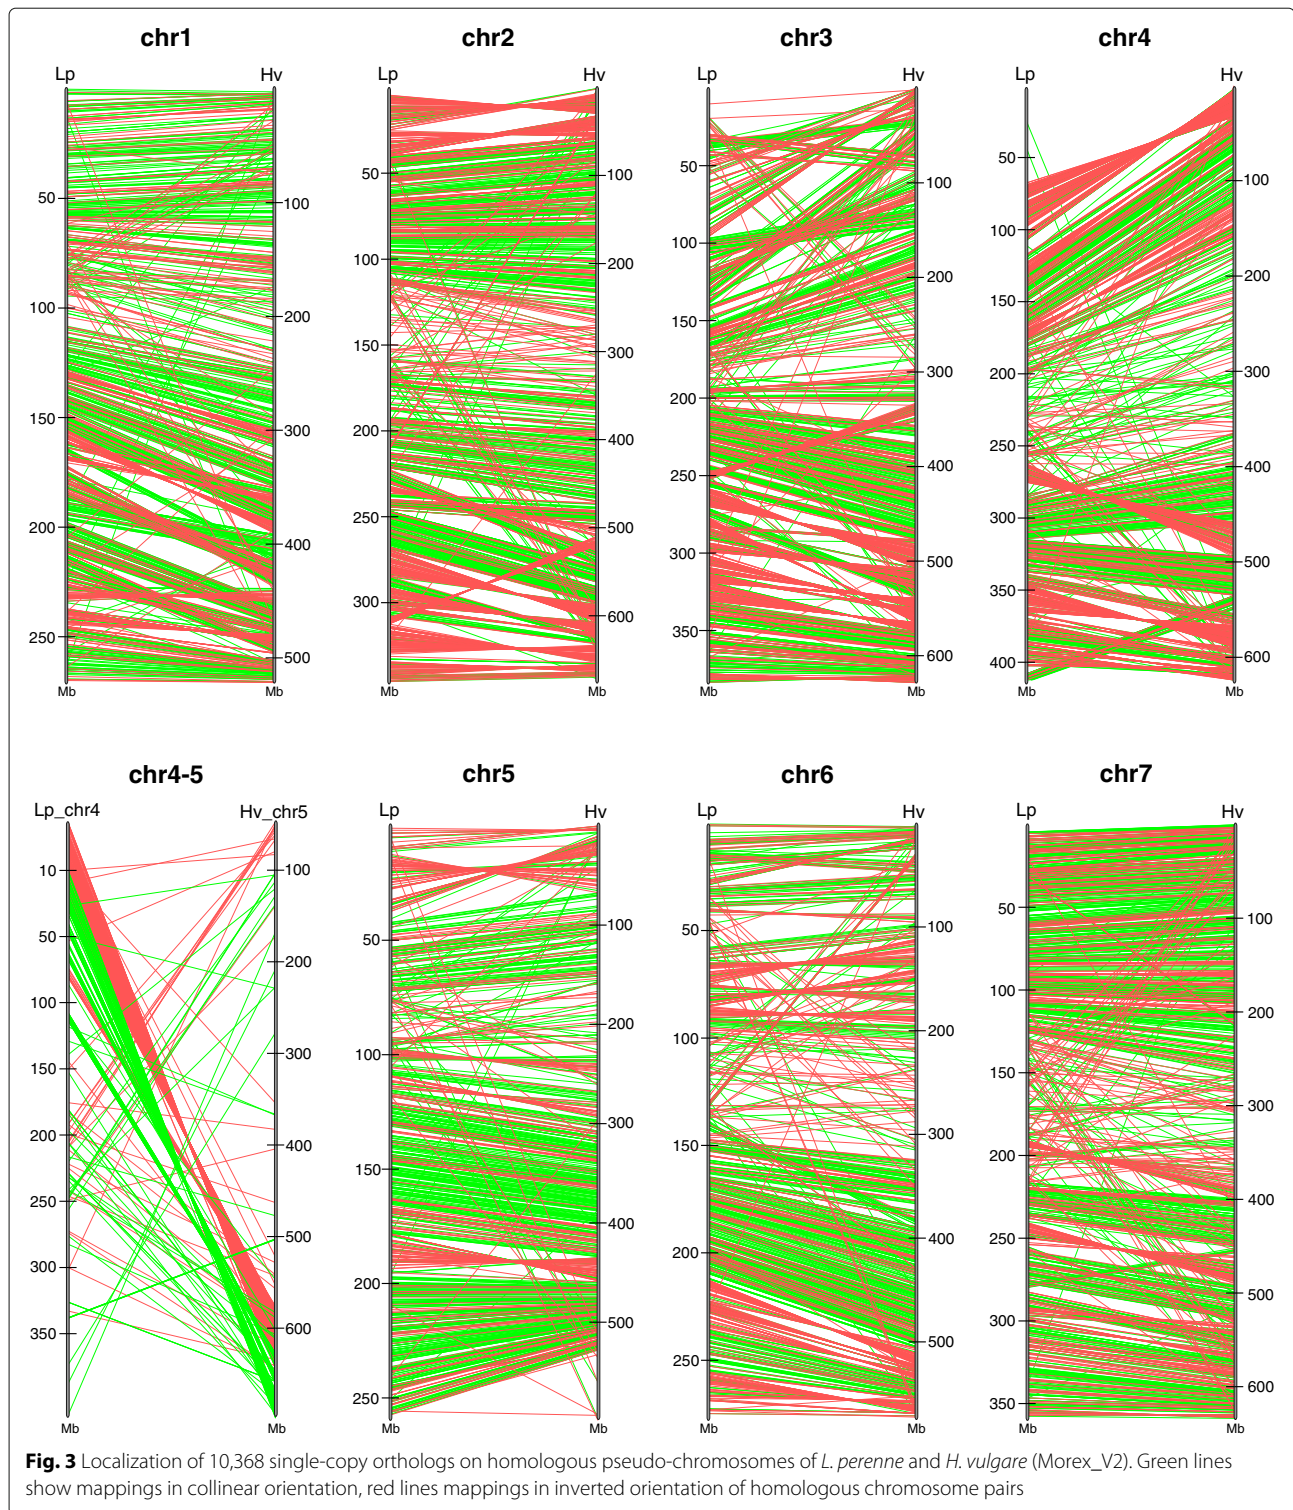 chr1
chr2
chr3
chr4
Lp
Hv
Lp
Hv
Lp
Hv
Lp
Hv
50
100
150
200
250
100
200
300
400
500
Mb
Mb
50
100
150
200
250
300
100
200
300
400
500
600
Mb
Mb
50
100
150
200
250
300
350
100
200
300
400
500
600
Mb
Mb
50
100
150
200
250
300
350
400
100
200
300
400
500
600
Mb
Mb
chr4-5
chr5
chr6
chr7
Lp_chr4
Hv_chr5
Lp
Hv
Lp
Hv
Lp
Hv
10
50
100
150
200
250
300
350
100
200
300
400
500
600
Mb
Mb
50
100
150
200
250
100
200
300
400
500
Mb
Mb
50
100
150
200
250
100
200
300
400
500
Mb
Mb
50
100
150
200
250
300
350
100
200
300
400
500
600
Mb
Mb
Fig. 3 Localization of 10,368 single-copy orthologs on homologous pseudo-chromosomes of L. perenne and H. vulgare (Morex_V2). Green lines
show mappings in collinear orientation, red lines mappings in inverted orientation of homologous chromosome pairs